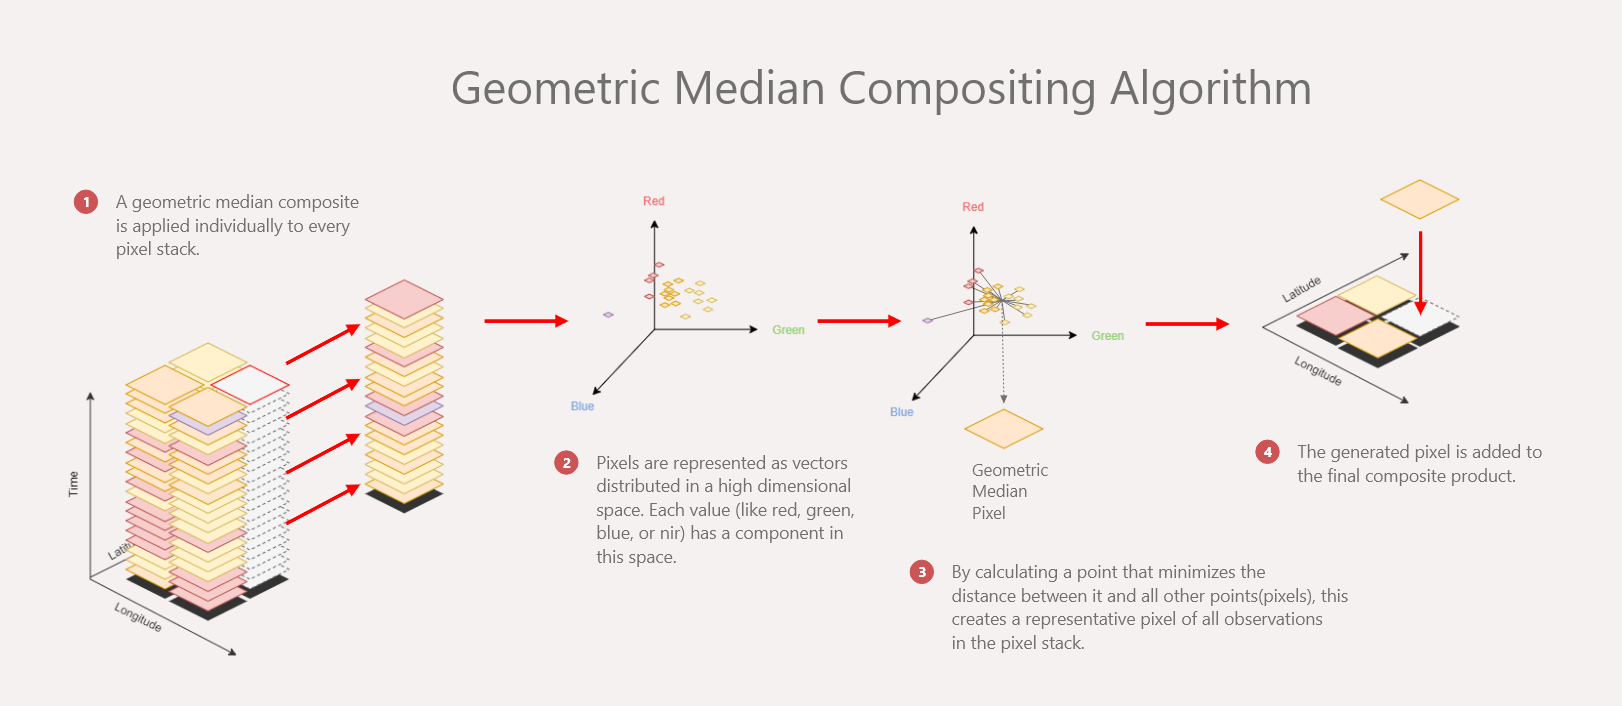 Geometric Median Compositing Algorithm
1
A geometric median composite
is applied individually to every
pixel stack.
Time
Longitude
Red
Green
Blue
2
Pixels are represented as vectors
distributed in a high dimensional
space. Each value (like red, green,
blue, or nir) has a component in
this space.
Red
Green
Blue
Geometric
Median
Pixel
3
By calculating a point that minimizes the
distance between it and all other points(pixels), this
creates a representative pixel of all observations
in the pixel stack.
Latitude
Longitude
4
The generated pixel is added to
the final composite product.